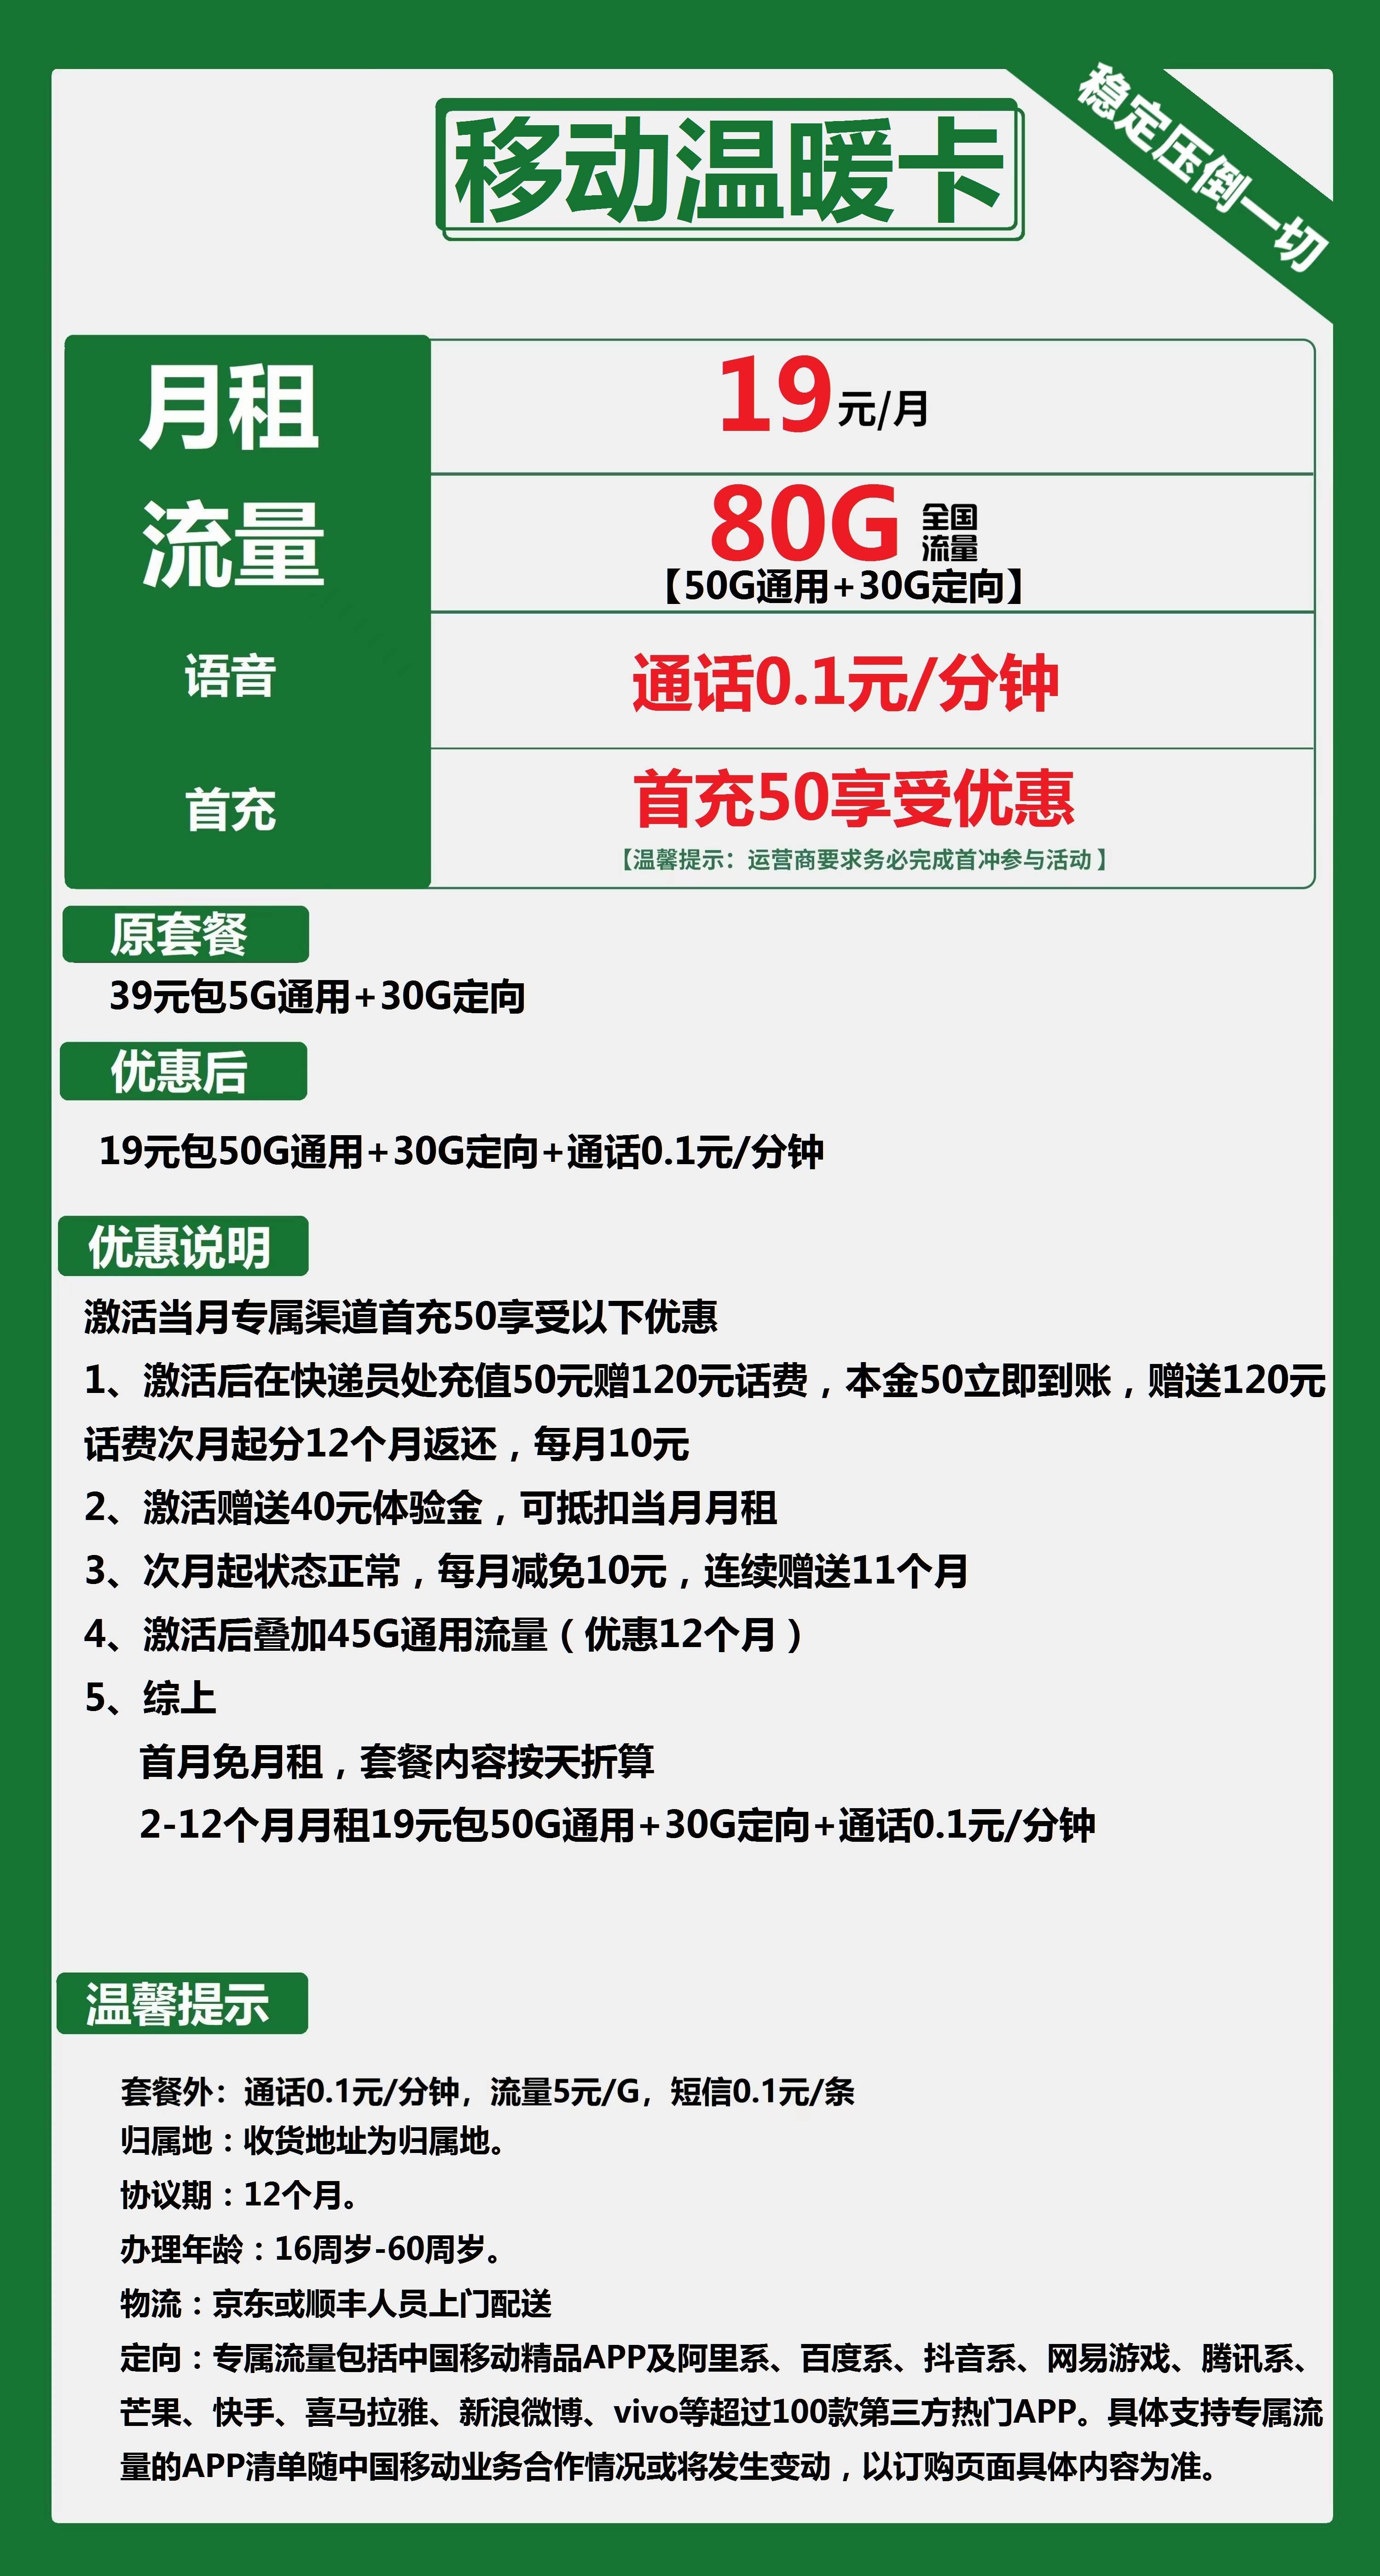 移动温暖卡
稳定压倒一切
月租
19元/月
流量
80G 全国
流量
【50G通用+30G定向】
语音
通话0.1元/分钟
首充
首充50享受优惠
【温馨提示：运营商要求务必完成首冲参与活动】
原套餐
39元包5G通用+30G定向
优惠后
19元包50G通用+30G定向+通话0.1元/分钟
优惠说明
激活当月专属渠道首充50享受以下优惠
1、激活后在快递员处充值50元赠120元话费，本金50立即到账，赠送120元
话费次月起分12个月返还，每月10元
2、激活赠送40元体验金，可抵扣当月月租
3、次月起状态正常，每月减免10元，连续赠送11个月
4、激活后叠加45G通用流量（优惠12个月）
5、综上
首月免月租，套餐内容按天折算
2-12个月月租19元包50G通用+30G定向+通话0.1元/分钟
温馨提示
套餐外：通话0.1元/分钟，流量5元/G，短信0.1元/条
归属地：收货地址为归属地。
协议期：12个月。
办理年龄：16周岁-60周岁。
物流：京东或顺丰人员上门配送
定向：专属流量包括中国移动精品APP及阿里系、百度系、抖音系、网易游戏、腾讯系、
芒果、快手、喜马拉雅、新浪微博、vivo等超过100款第三方热门APP。具体支持专属流
量的APP清单随中国移动业务合作情况或将发生变动，以订购页面具体内容为准。